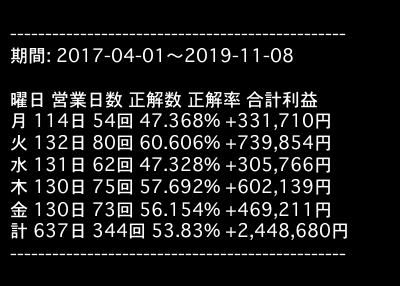 ------------------------------------------------
期間: 2017-04-01〜2019-11-08
曜日 営業日数 正解数 正解率 合計利益
月 114日 54回 47.368% +331,710円
火 132日 80回 60.606% +739,854円
水 131日 62回 47.328% +305,766円
木 130日 75回 57.692% +602,139円
金 130日 73回 56.154% +469,211円
計 637日 344回 53.83% +2,448,680円
------------------------------------------------